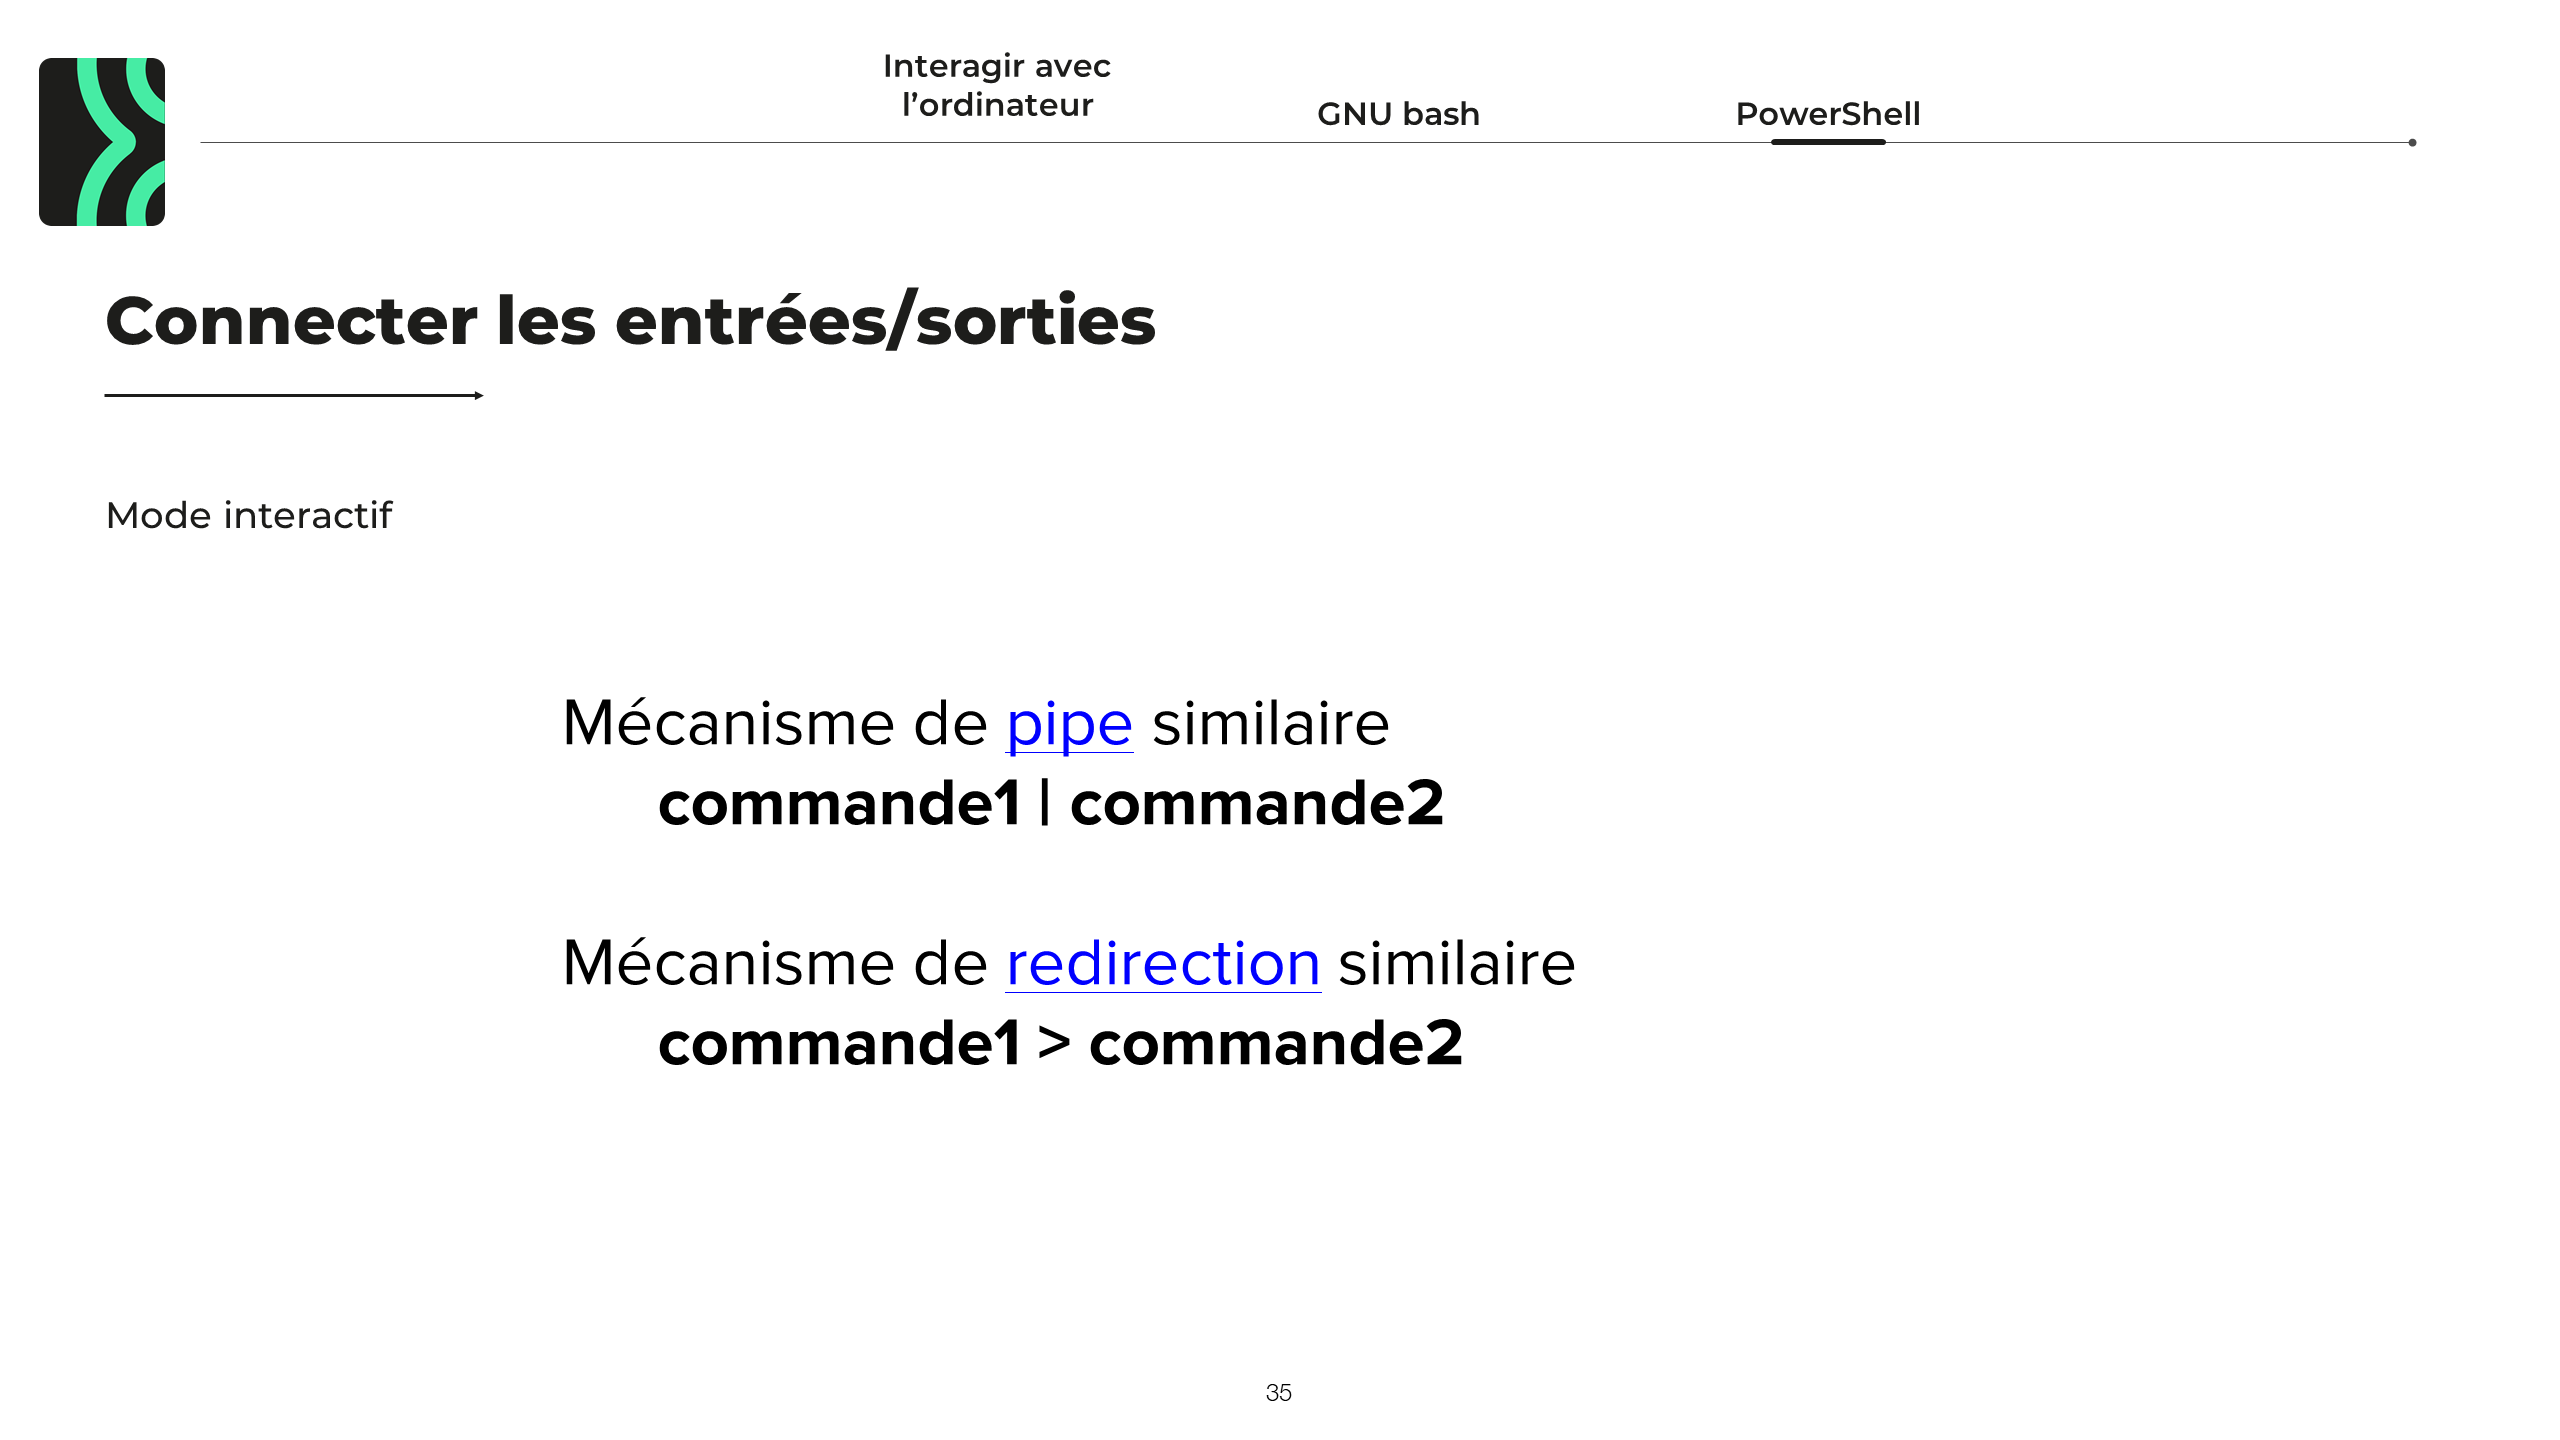 Interagir avec
l’ordinateur
GNU bash
PowerShell
Connecter les entrées/sorties
Mode interactif
Mécanisme de pipe similaire
commande1 | commande2
Mécanisme de redirection similaire
commande1 > commande2
35